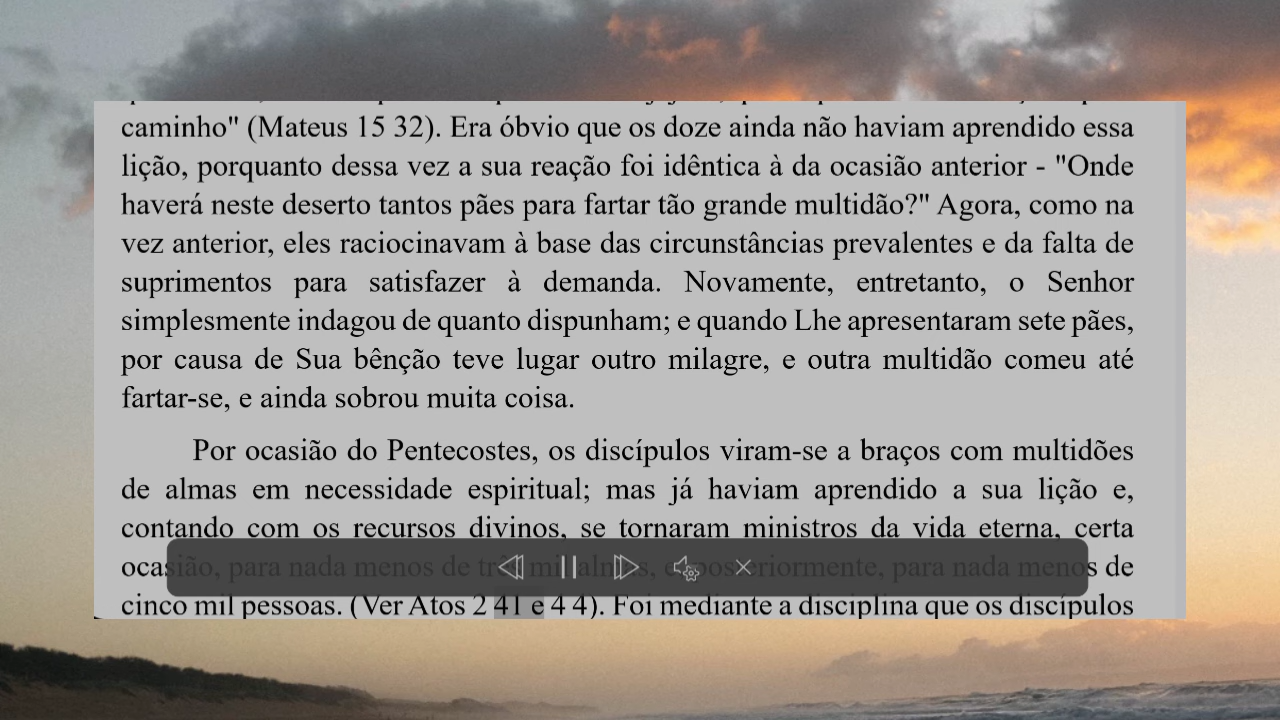 caminho" (Mateus 15 32). Era óbvio que os doze ainda não haviam aprendido essa
lição, porquanto dessa vez a sua reação foi idêntica à da ocasião anterior - "Onde
haverá neste deserto tantos pães para fartar tão grande multidão?" Agora, como na
vez anterior, eles raciocinavam à base das circunstâncias prevalentes e da falta de
suprimentos para satisfazer à demanda. Novamente, entretanto, o Senhor
simplesmente indagou de quanto dispunham; e quando Lhe apresentaram sete pães,
por causa de Sua bênção teve lugar outro milagre, e outra multidão comeu até
fartar-se, e ainda sobrou muita coisa.
Por ocasião do Pentecostes, os discípulos viram-se a braços com multidões
de almas em necessidade espiritual; mas já haviam aprendido a sua lição e,
contando com os recursos divinos, se tornaram ministros da vida eterna, certa
ocasião, para nada menos de três mil almas, e posteriormente, para nada menos de
cinco mil pessoas. (Ver Atos 2 41 e 4 4). Foi mediante a disciplina que os discípulos